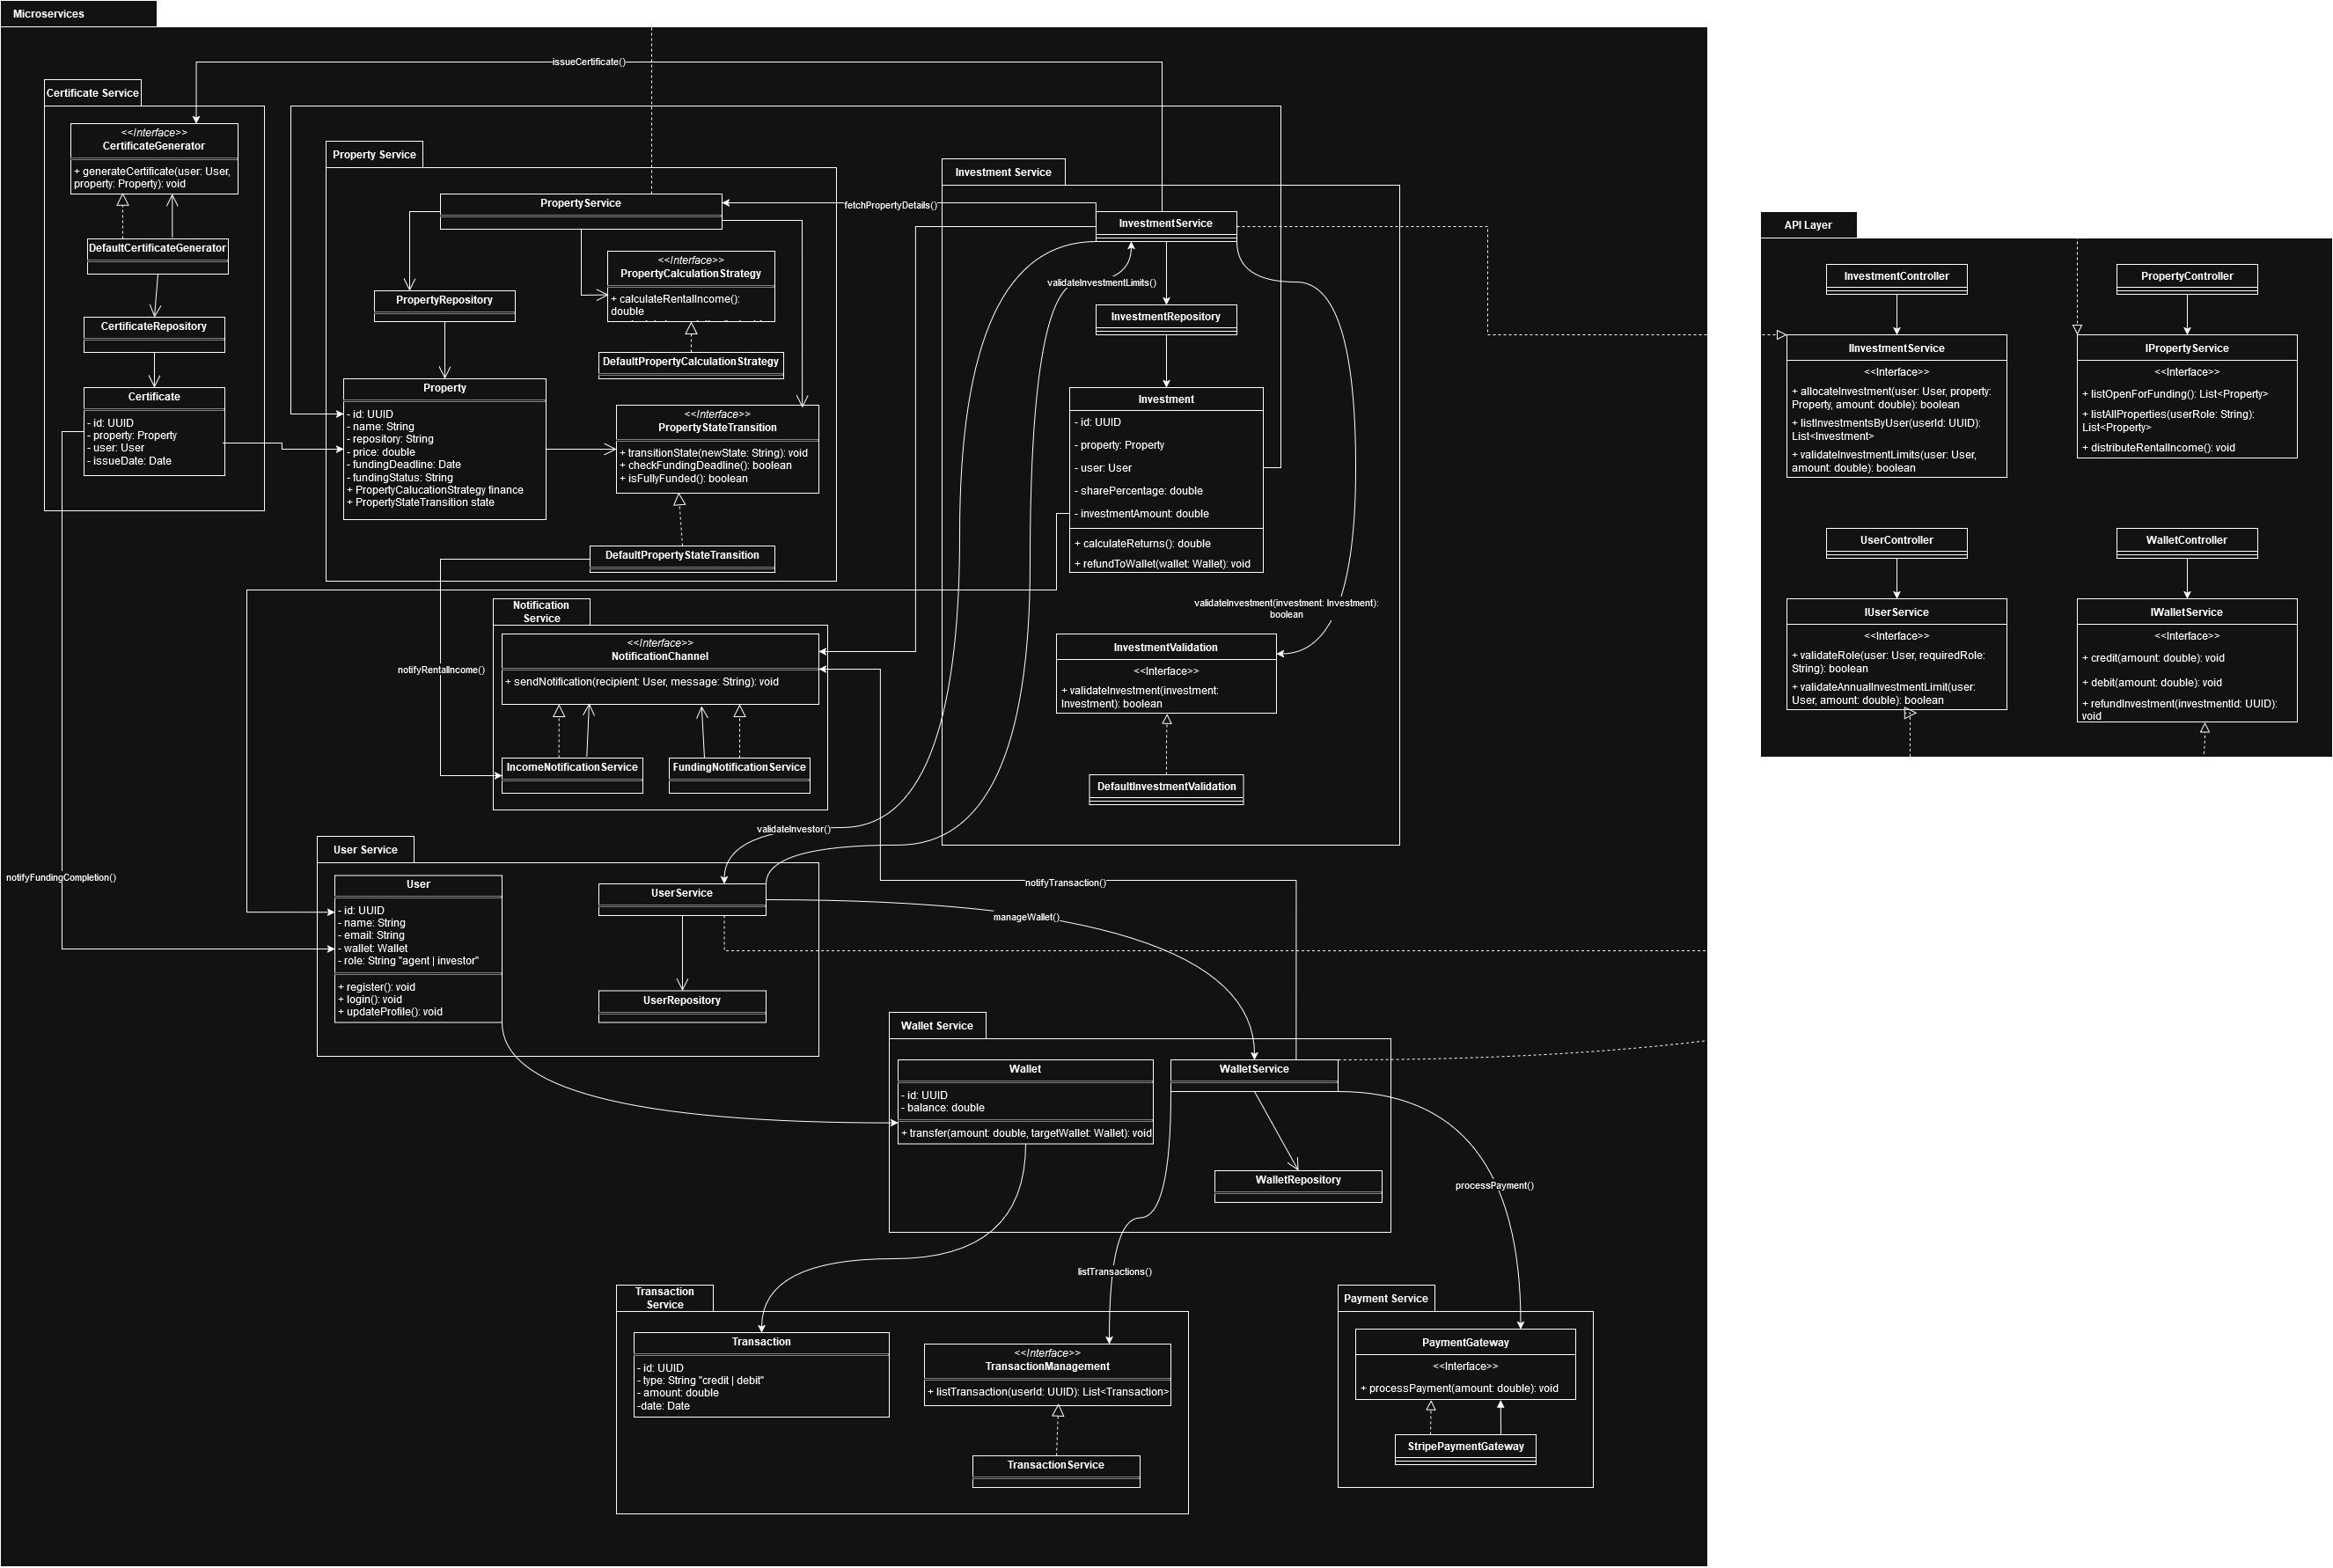 Microservices
issueCertificate()
Certificate Service
<<Interface>>
CertificateGenerator
+ generateCertificate(user: User,
property: Property): void
DefaultCertificateGenerator
CertificateRepository
Certificate
- id: UUID
- property: Property
- user: User
- issueDate: Date
Property Service
PropertyService
fetchPropertyDetails()
<<Interface>>
PropertyCalculationStrategy
+ calculateRentalIncome():
double
PropertyRepository
DefaultPropertyCalculationStrategy
Property
- id: UUID
- name: String
- repository: String
- price: double
- fundingDeadline: Date
- fundingStatus: String
+ PropertyCalucationStrategy finance
+ PropertyStateTransition state
<<Interface>>
PropertyStateTransition
+ transitionState(newState: String): void
+ checkFundingDeadline(): boolean
+ isFullyFunded(): boolean
DefaultPropertyStateTransition
Investment Service
InvestmentService
validateInvestmentLimits()
InvestmentRepository
Investment
- id: UUID
- property: Property
- user: User
- sharePercentage: double
- investmentAmount: double
+ calculateReturns(): double
+ refundToWallet(wallet: Wallet): void
validateInvestment(investment: Investment):
boolean
InvestmentValidation
<<Interface>>
+ validateInvestment(investment:
Investment): boolean
DefaultInvestmentValidation
Notification
Service
<<Interface>>
NotificationChannel
+ sendNotification(recipient: User, message: String): void
notifyRentalIncome()
IncomeNotificationService
FundingNotificationService
validateInvestor()
User Service
notifyFundingCompletion()
User
- id: UUID
- name: String
- email: String
- wallet: Wallet
- role: String "agent | investor"
+ register(): void
+ login(): void
+ updateProfile(): void
UserService
UserRepository
notifyTransaction()
manageWallet()
Wallet Service
Wallet
- id: UUID
- balance: double
+ transfer(amount: double, targetWallet: Wallet): void
WalletService
WalletRepository
processPayment()
listTransactions()
Transaction
Service
Transaction
- id: UUID
- type: String "credit | debit"
- amount: double
-date: Date
<<Interface>>
TransactionManagement
+ listTransaction(userId: UUID): List<Transaction>
TransactionService
Payment Service
PaymentGateway
<<Interface>>
+ processPayment(amount: double): void
StripePaymentGateway
API Layer
InvestmentController
PropertyController
IInvestmentService
<<Interface>>
+ allocateInvestment(user: User, property:
Property, amount: double): boolean
+ listInvestmentsByUser(userId: UUID):
List<Investment>
+ validateInvestmentLimits(user: User,
amount: double): boolean
IPropertyService
<<Interface>>
+ listOpenForFunding(): List<Property>
+ listAllProperties(userRole: String):
List<Property>
+ distributeRentalIncome(): void
UserController
WalletController
IUserService
<<Interface>>
+ validateRole(user: User, requiredRole:
String): boolean
+ validateAnnualInvestmentLimit(user:
User, amount: double): boolean
IWalletService
<<Interface>>
+ credit(amount: double): void
+ debit(amount: double): void
+ refundInvestment(investmentId: UUID):
void